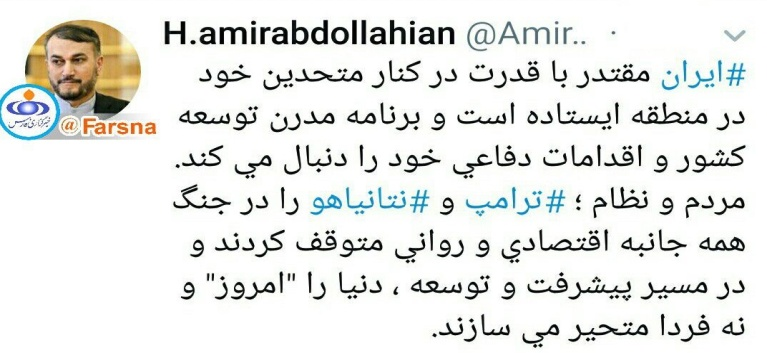 H.amirabdollahian @Amir.. ·
#ایران مقتدر با قدرت در کنار متحدین خود
در منطقه ایستاده است و برنامه مدرن توسعه
کشور و اقدامات دفاعي خود را دنبال مي کند.
مردم و نظام ؛ #ترامپ و #نتانیاهو را در جنگ
همه جانبه اقتصادي و رواني متوقف کردند و
در مسیر پیشرفت و توسعه ، دنیا را "امروز" و
نه فردا متحیر مي سازند.
خبرگزاری فارس
@ Farsna